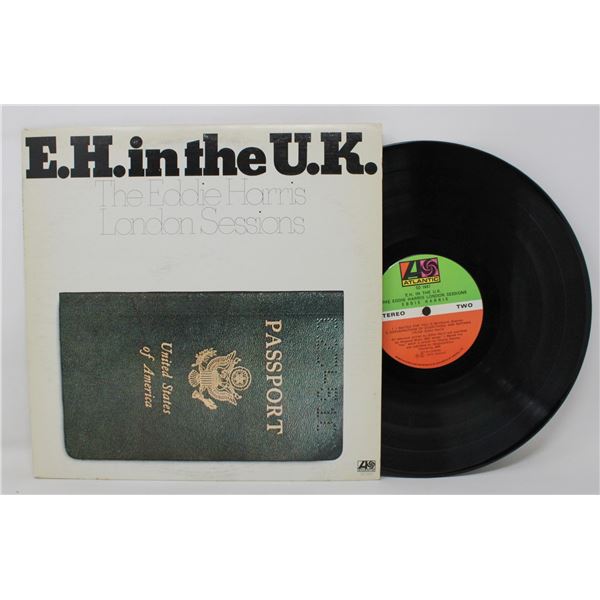 E.H. in the U.K.
The Eddie Harris
London Sessions
PASSPORT
United States
of America
ATLANTIC
E.H. IN THE U.K.
THE EDDIE HARRIS LONDON SESSIONS
EDDIE HARRIS
STEREO
TWO